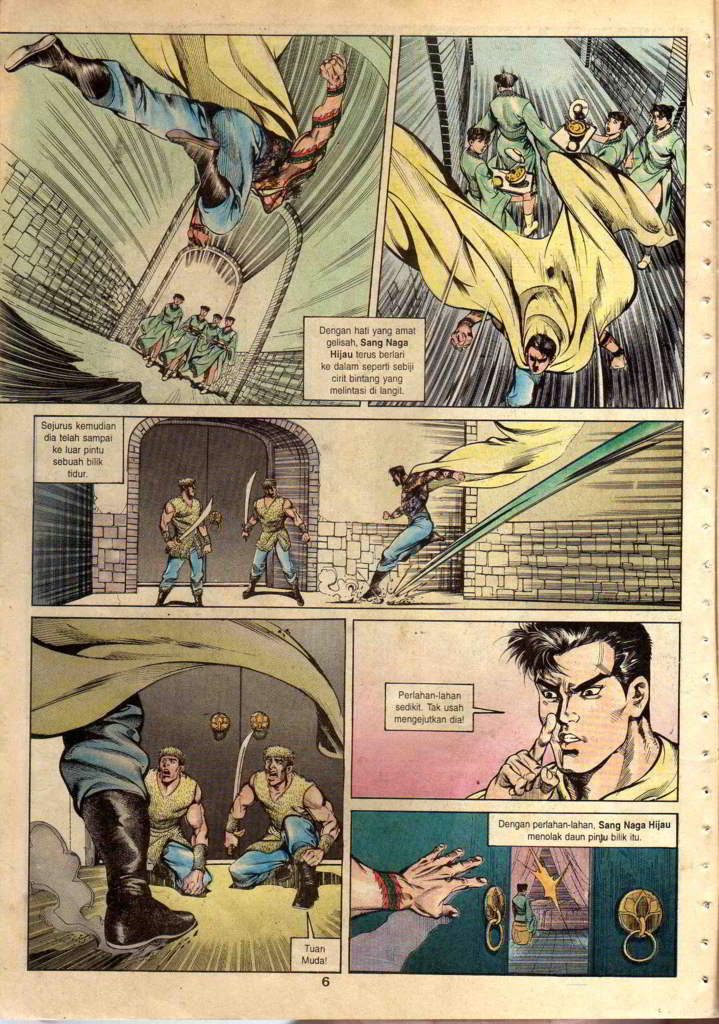 Dengan hati yang amat
gelisah, Sang Naga
Hijau terus berlari
ke dalam seperti sebiji
cirit bintang yang
melintasi di langit.
Sejurus kemudian
dia telah sampai
ke luar pintu
sebuah bilik
tidur.
Perlahan-lahan
sedikit. Tak usah
mengejutkan dia!
Tuan
Muda!
Dengan perlahan-lahan, Sang Naga Hijau
menolak daun pintu bilik itu.
6